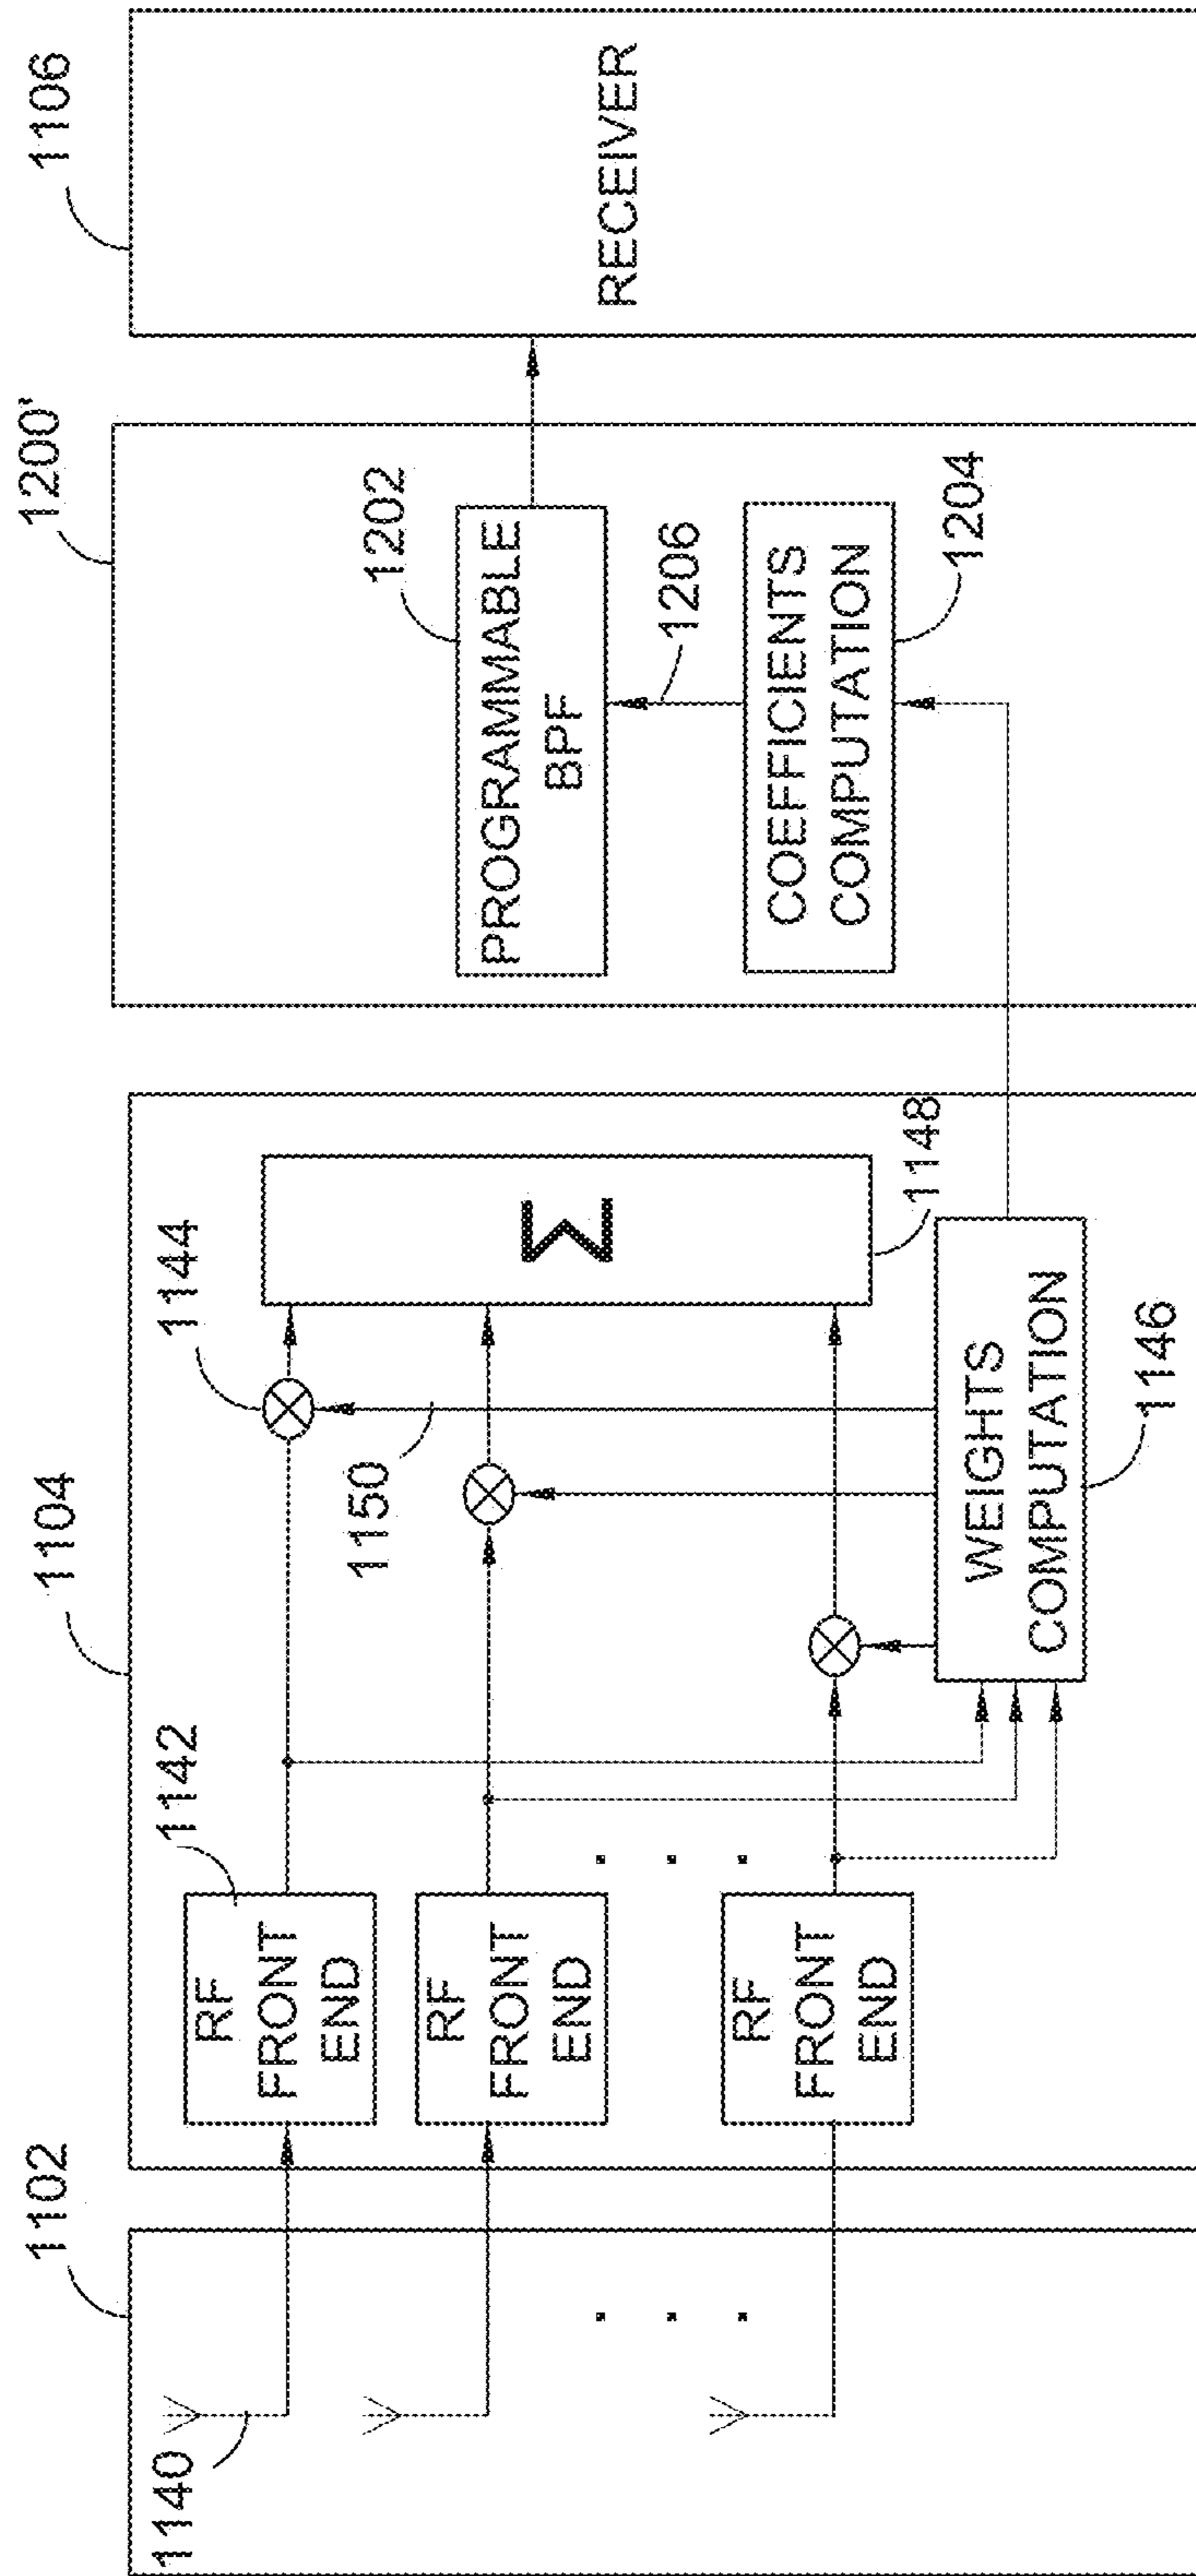 1102
1104
1200'
1106
1140
1142
1144
1150
1148
1146
1202
1206
1204
RF
FRONT
END
RF
FRONT
END
RF
FRONT
END
. . .
. . .
Σ
WEIGHTS
COMPUTATION
PROGRAMMABLE
BPF
COEFFICIENTS
COMPUTATION
RECEIVER